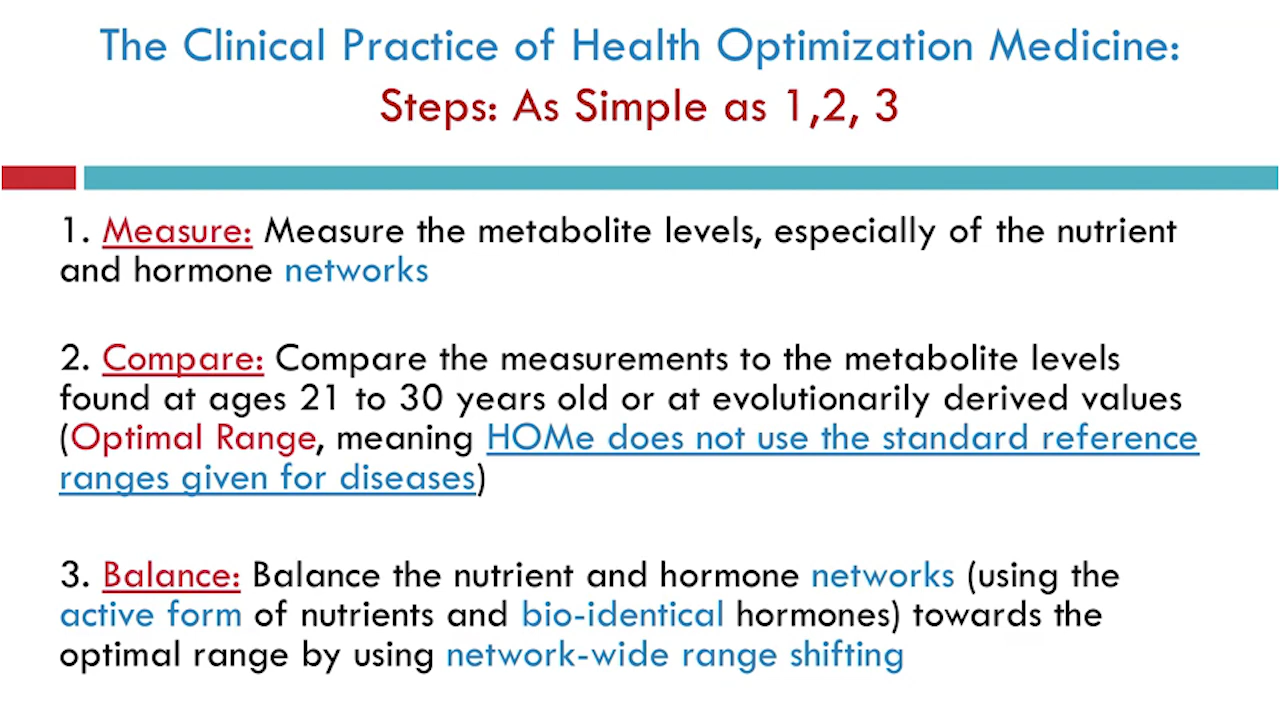 The Clinical Practice of Health Optimization Medicine:
Steps: As Simple as 1,2, 3
1. Measure: Measure the metabolite levels, especially of the nutrient
and hormone networks
2. Compare: Compare the measurements to the metabolite levels
found at ages 21 to 30 years old or at evolutionarily derived values
(Optimal Range, meaning HOMe does not use the standard reference
ranges given for diseases)
3. Balance: Balance the nutrient and hormone networks (using the
active form of nutrients and bio-identical hormones) towards the
optimal range by using network-wide range shifting